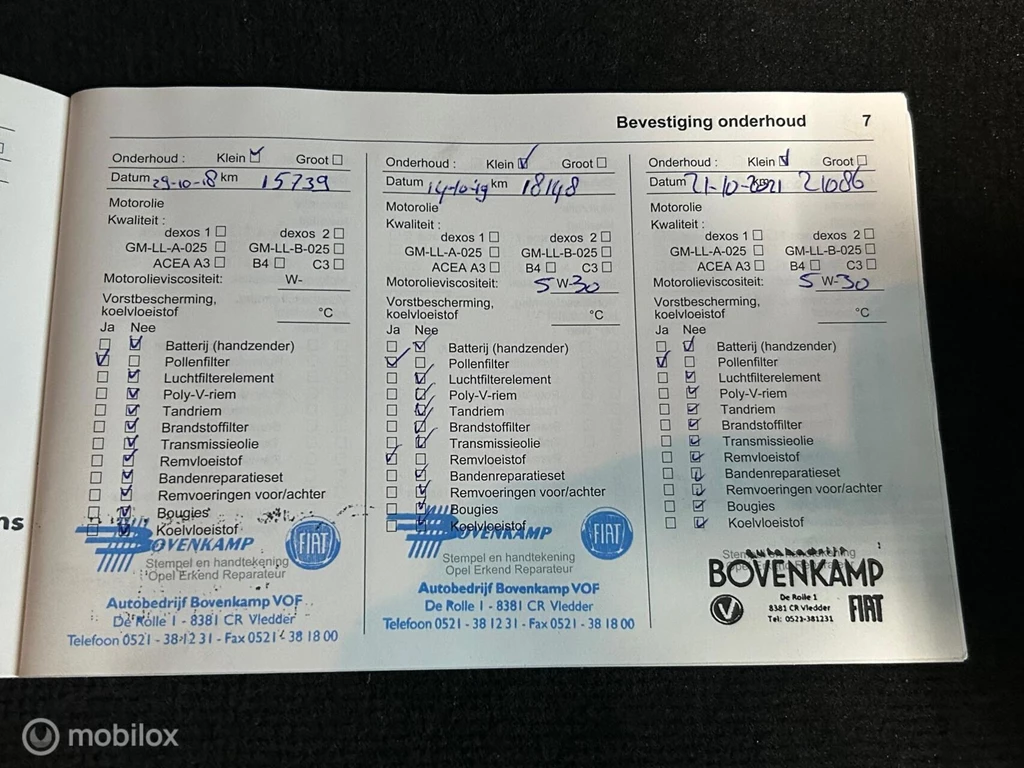 Bevestiging onderhoud 7
ns
Onderhoud : Klein ☑ Groot ☐
Datum 29-10-18 km 15739
Motorolie
Kwaliteit :
dexos 1 ☐ dexos 2 ☐
GM-LL-A-025 ☐ GM-LL-B-025 ☐
ACEA A3 ☐ B4 ☐ C3 ☐
Motorolieviscositeit: W-
Vorstbescherming,
koelvloeistof °C
Ja Nee
☐ ☑ Batterij (handzender)
☑ ☐ Pollenfilter
☐ ☑ Luchtfilterelement
☐ ☑ Poly-V-riem
☐ ☑ Tandriem
☐ ☑ Brandstoffilter
☐ ☑ Transmissieolie
☐ ☑ Remvloeistof
☐ ☑ Bandenreparatieset
☐ ☑ Remvoeringen voor/achter
☐ ☑ Bougies
☐ ☑ Koelvloeistof
BOVENKAMP FIAT
Stempel en handtekening
Opel Erkend Reparateur
Autobedrijf Bovenkamp VOF
De Rolle 1 - 8381 CR Vledder
Telefoon 0521 - 38 12 31 - Fax 0521 - 38 18 00
Onderhoud : Klein ☑ Groot ☐
Datum 14-10-19 km 18148
Motorolie
Kwaliteit :
dexos 1 ☐ dexos 2 ☐
GM-LL-A-025 ☐ GM-LL-B-025 ☐
ACEA A3 ☐ B4 ☐ C3 ☐
Motorolieviscositeit: 5 W-30
Vorstbescherming,
koelvloeistof °C
Ja Nee
☐ ☑ Batterij (handzender)
☑ ☐ Pollenfilter
☐ ☑ Luchtfilterelement
☐ ☑ Poly-V-riem
☐ ☑ Tandriem
☐ ☑ Brandstoffilter
☐ ☑ Transmissieolie
☑ ☐ Remvloeistof
☐ ☑ Bandenreparatieset
☐ ☑ Remvoeringen voor/achter
☐ ☑ Bougies
☐ ☑ Koelvloeistof
BOVENKAMP FIAT
Stempel en handtekening
Opel Erkend Reparateur
Autobedrijf Bovenkamp VOF
De Rolle 1 - 8381 CR Vledder
Telefoon 0521 - 38 12 31 - Fax 0521 - 38 18 00
Onderhoud : Klein ☑ Groot ☐
Datum 21-10-2021 km 21086
Motorolie
Kwaliteit :
dexos 1 ☐ dexos 2 ☐
GM-LL-A-025 ☐ GM-LL-B-025 ☐
ACEA A3 ☐ B4 ☐ C3 ☐
Motorolieviscositeit: 5 W-30
Vorstbescherming,
koelvloeistof °C
Ja Nee
☐ ☑ Batterij (handzender)
☑ ☐ Pollenfilter
☐ ☑ Luchtfilterelement
☐ ☑ Poly-V-riem
☐ ☑ Tandriem
☐ ☑ Brandstoffilter
☐ ☑ Transmissieolie
☐ ☑ Remvloeistof
☐ ☑ Bandenreparatieset
☐ ☑ Remvoeringen voor/achter
☐ ☑ Bougies
☐ ☑ Koelvloeistof
BOVENKAMP
De Rolle 1
8381 CR Vledder
Tel: 0521-381231
FIAT
mobilox